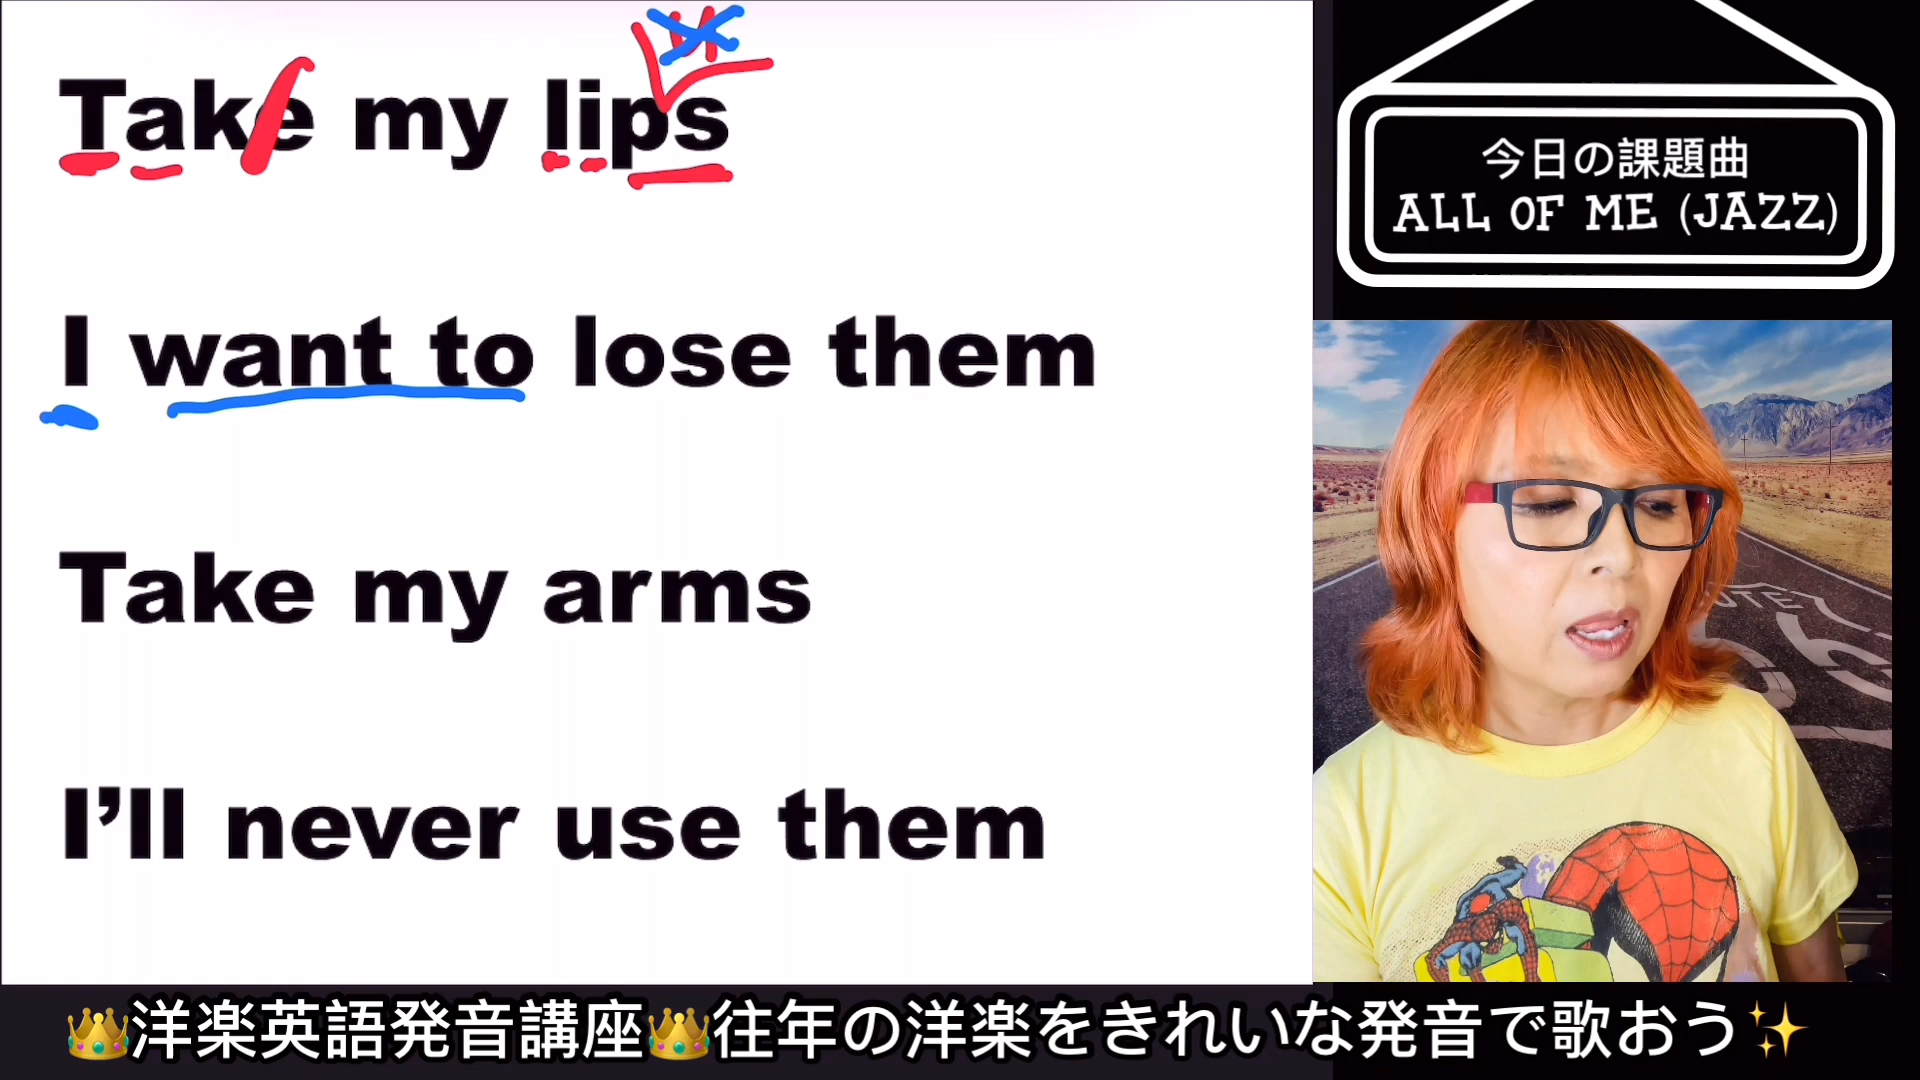 Take my lips
I want to lose them
Take my arms
I’ll never use them
今日の課題曲
ALL OF ME (JAZZ)
👑洋楽英語発音講座👑往年の洋楽をきれいな発音で歌おう✨